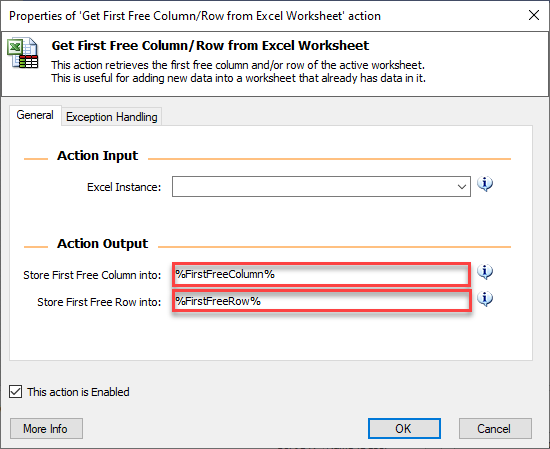 Properties of 'Get First Free Column/Row from Excel Worksheet' action
Get First Free Column/Row from Excel Worksheet
This action retrieves the first free column and/or row of the active worksheet.
This is useful for adding new data into a worksheet that already has data in it.
General Exception Handling
Action Input
Excel Instance:
Action Output
Store First Free Column into: %FirstFreeColumn%
Store First Free Row into: %FirstFreeRow%
This action is Enabled
More Info OK Cancel